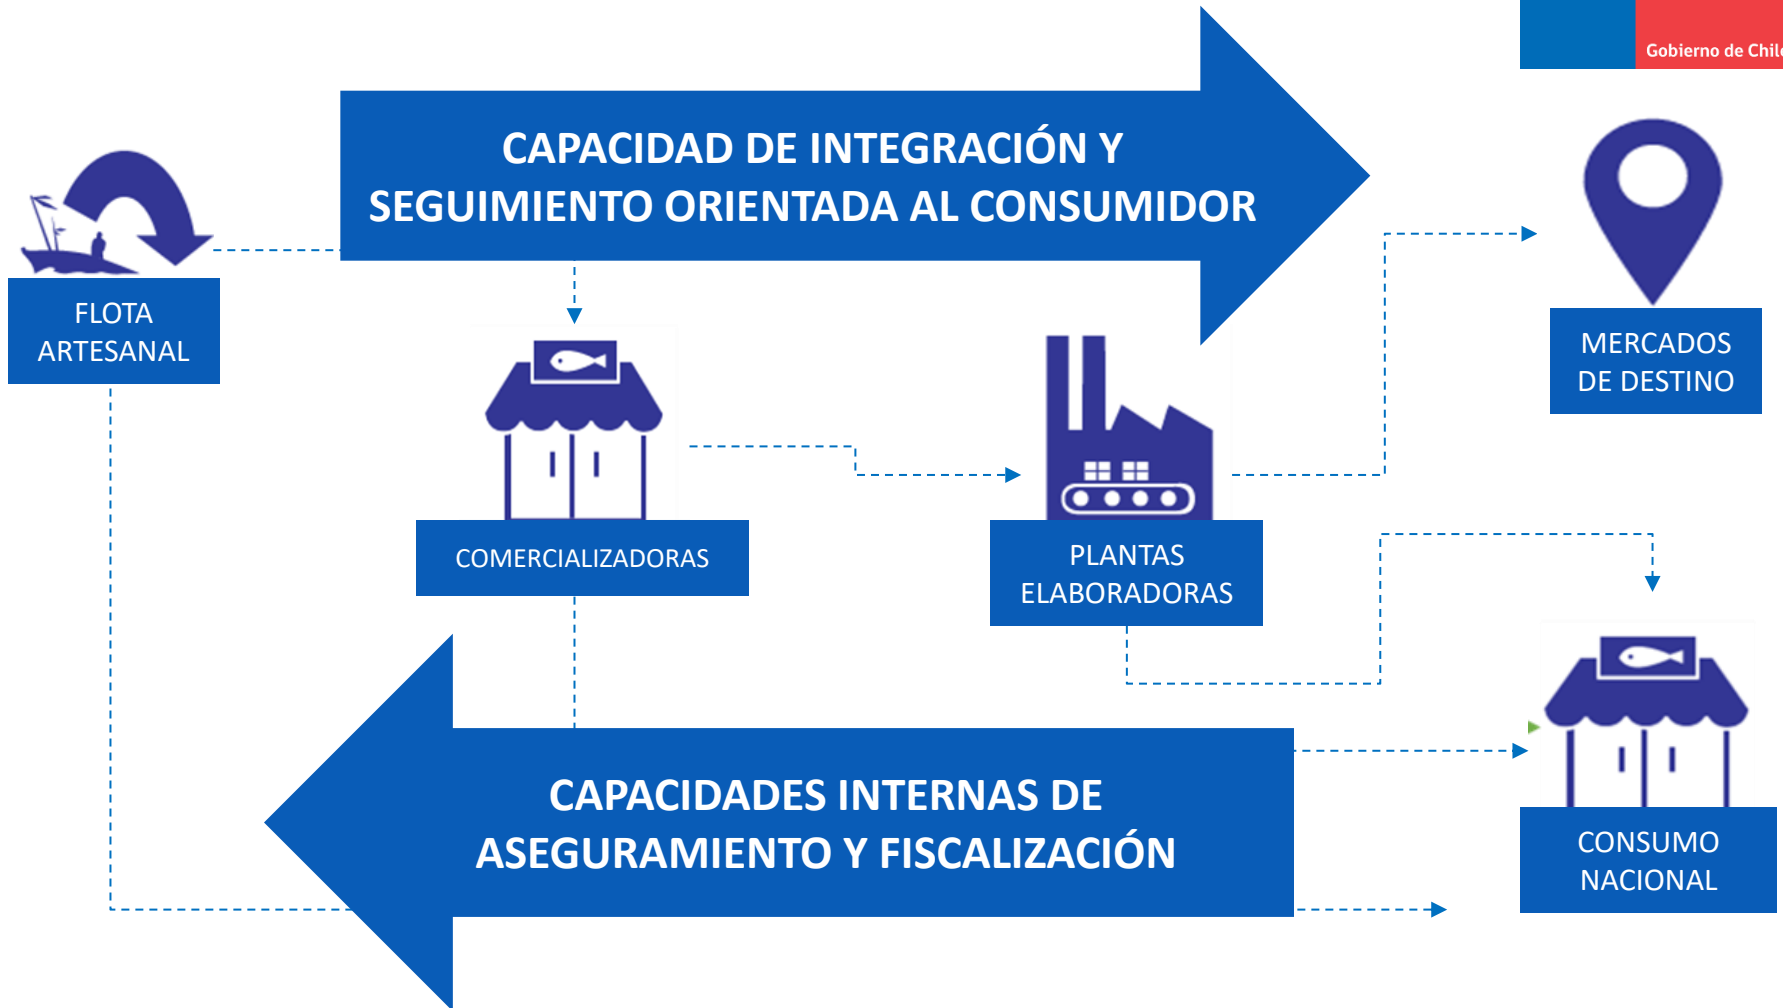 Gobierno de Chile
CAPACIDAD DE INTEGRACIÓN Y
SEGUIMIENTO ORIENTADA AL CONSUMIDOR
FLOTA
ARTESANAL
MERCADOS
DE DESTINO
COMERCIALIZADORAS
PLANTAS
ELABORADORAS
CAPACIDADES INTERNAS DE
ASEGURAMIENTO Y FISCALIZACIÓN
CONSUMO
NACIONAL